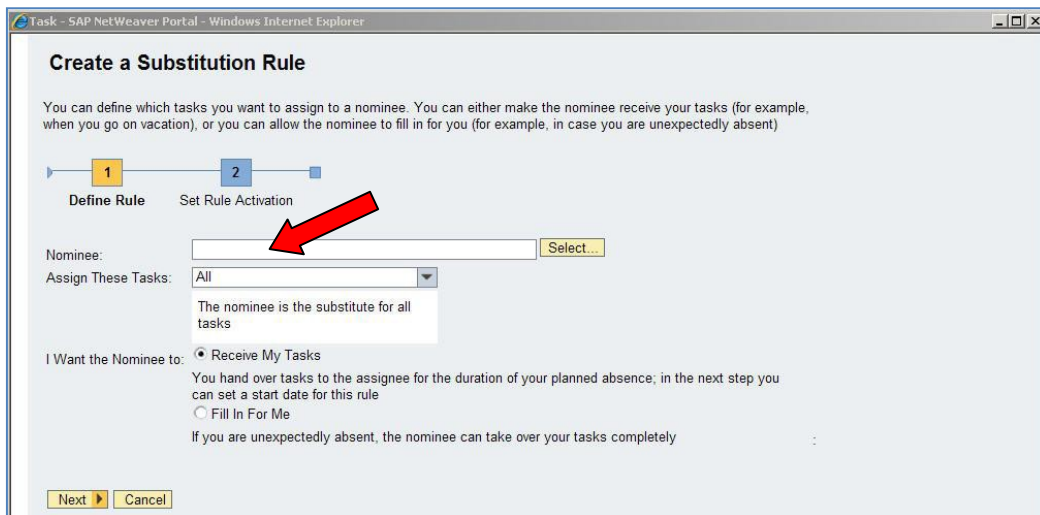 Task - SAP NetWeaver Portal - Windows Internet Explorer
Create a Substitution Rule
You can define which tasks you want to assign to a nominee. You can either make the nominee receive your tasks (for example,
when you go on vacation), or you can allow the nominee to fill in for you (for example, in case you are unexpectedly absent)
1 2
Define Rule Set Rule Activation
Nominee: Select...
Assign These Tasks: All
The nominee is the substitute for all
tasks
I Want the Nominee to: Receive My Tasks
You hand over tasks to the assignee for the duration of your planned absence; in the next step you
can set a start date for this rule
Fill In For Me
If you are unexpectedly absent, the nominee can take over your tasks completely :
Next Cancel